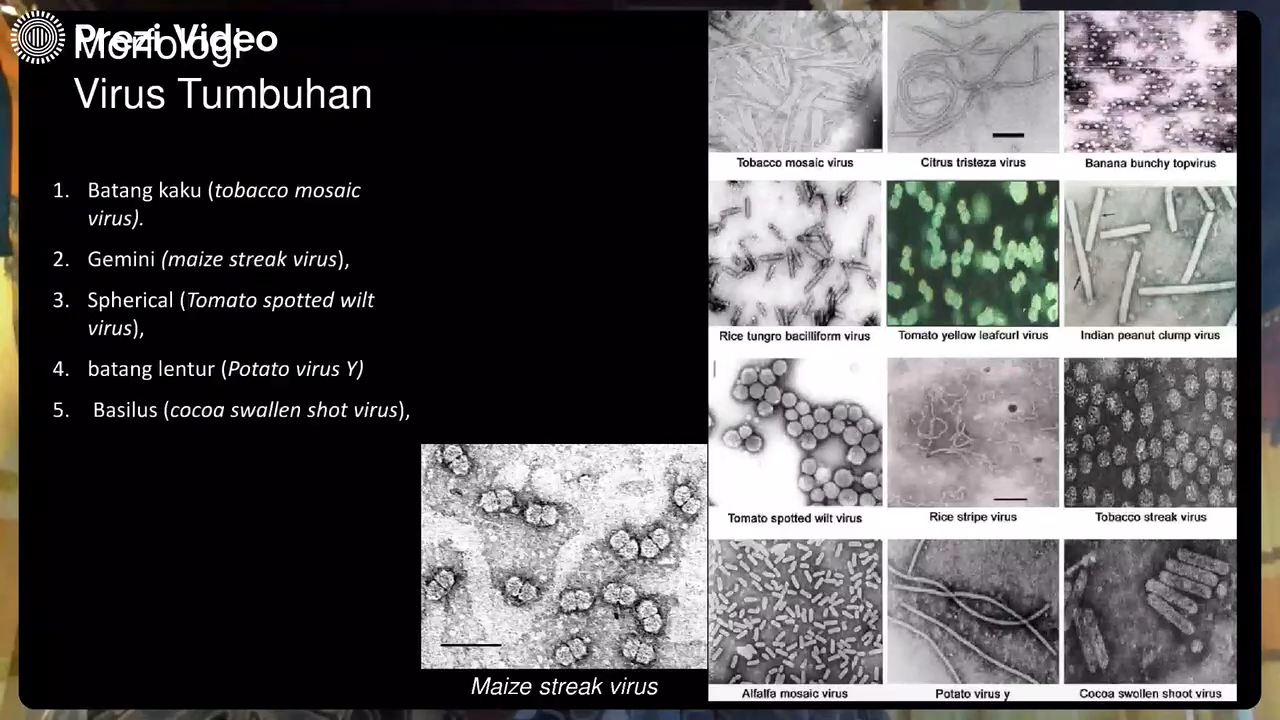 Prezi Video
Morfologi
Virus Tumbuhan
1. Batang kaku (tobacco mosaic
virus).
2. Gemini (maize streak virus),
3. Spherical (Tomato spotted wilt
virus),
4. batang lentur (Potato virus Y)
5. Basilus (cocoa swallen shot virus),
Maize streak virus
Tobacco mosaic virus
Citrus tristeza virus
Banana bunchy topvirus
Rice tungro bacilliform virus
Tomato yellow leafcurl virus
Indian peanut clump virus
Tomato spotted wilt virus
Rice stripe virus
Tobacco streak virus
Alfalfa mosaic virus
Potato virus y
Cocoa swollen shoot virus